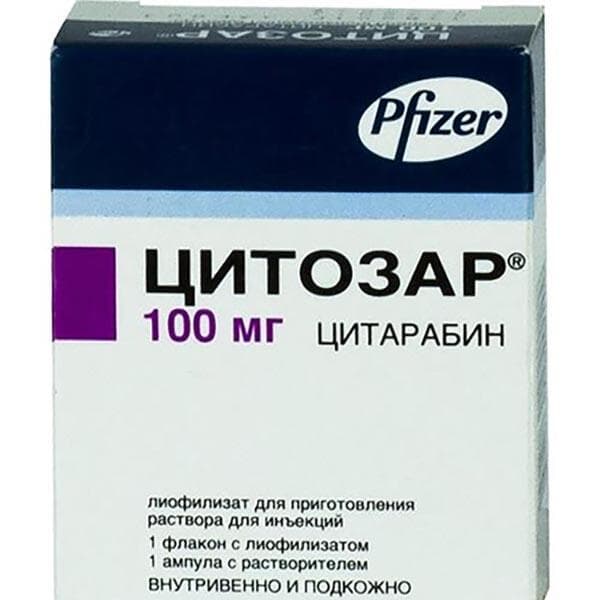 ЦИТОЗАР®
Pfizer
ЦИТОЗАР®
100 мг ЦИТАРАБИН
лиофилизат для приготовления
раствора для инъекций
1 флакон с лиофилизатом
1 ампула с растворителем
ВНУТРИВЕННО И ПОДКОЖНО